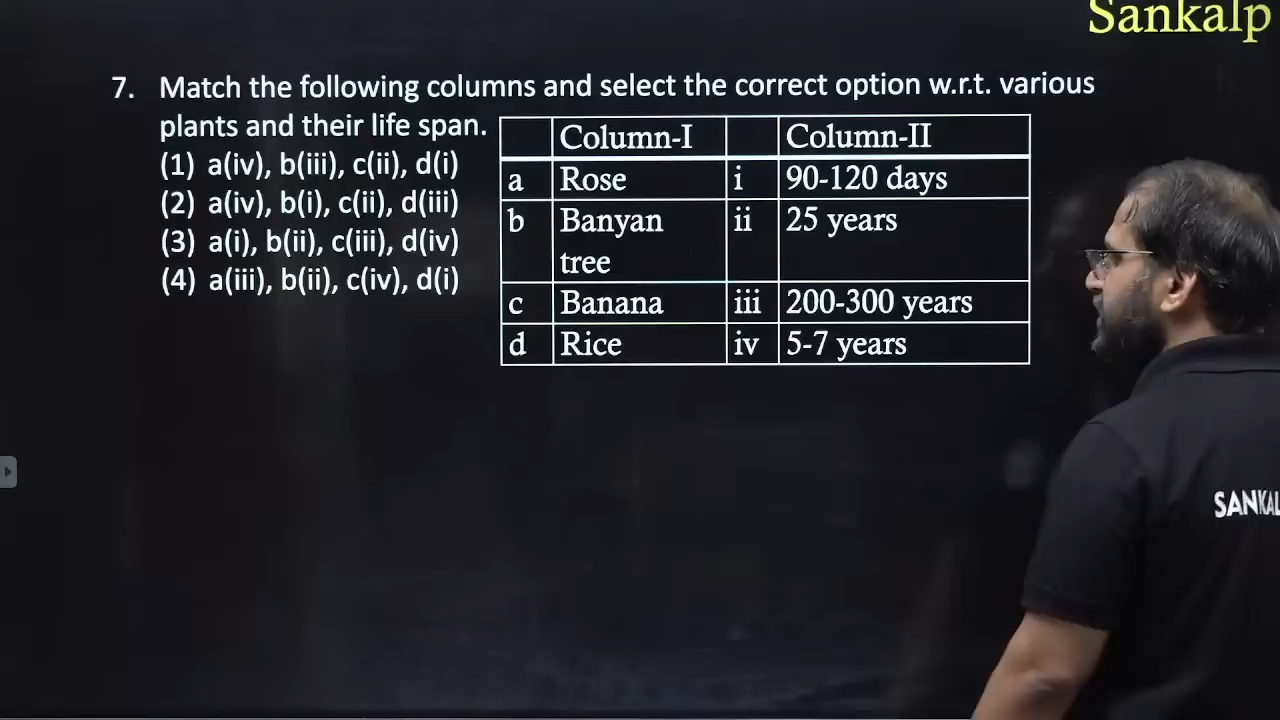 Sankalp
7. Match the following columns and select the correct option w.r.t. various
plants and their life span.
(1) a(iv), b(iii), c(ii), d(i)
(2) a(iv), b(i), c(ii), d(iii)
(3) a(i), b(ii), c(iii), d(iv)
(4) a(iii), b(ii), c(iv), d(i)
Column-I Column-II
a Rose i 90-120 days
b Banyan tree ii 25 years
c Banana iii 200-300 years
d Rice iv 5-7 years
SANKAL